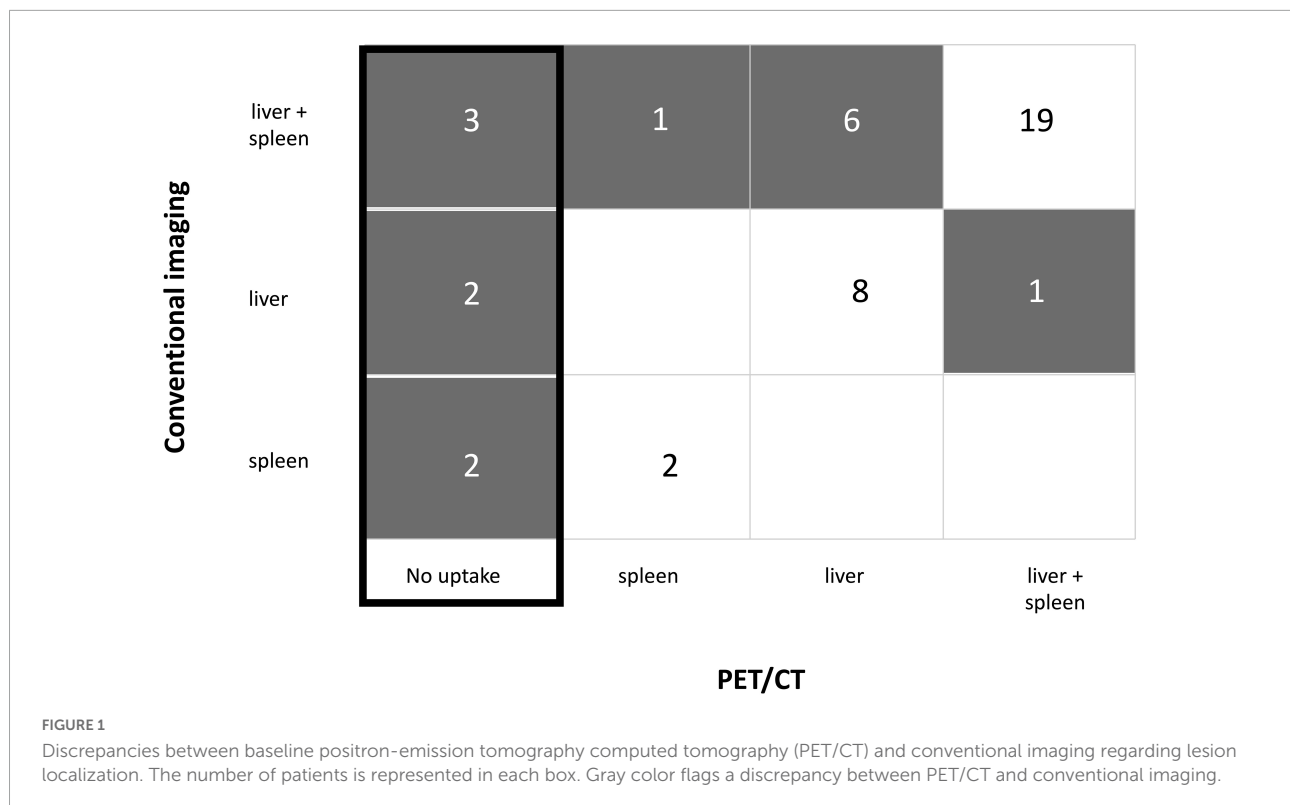 Conventional imaging
liver +
spleen
3
1
6
19
liver
2
8
1
spleen
2
2
No uptake
spleen
liver
liver +
spleen
PET/CT
FIGURE 1
Discrepancies between baseline positron-emission tomography computed tomography (PET/CT) and conventional imaging regarding lesion
localization. The number of patients is represented in each box. Gray color flags a discrepancy between PET/CT and conventional imaging.